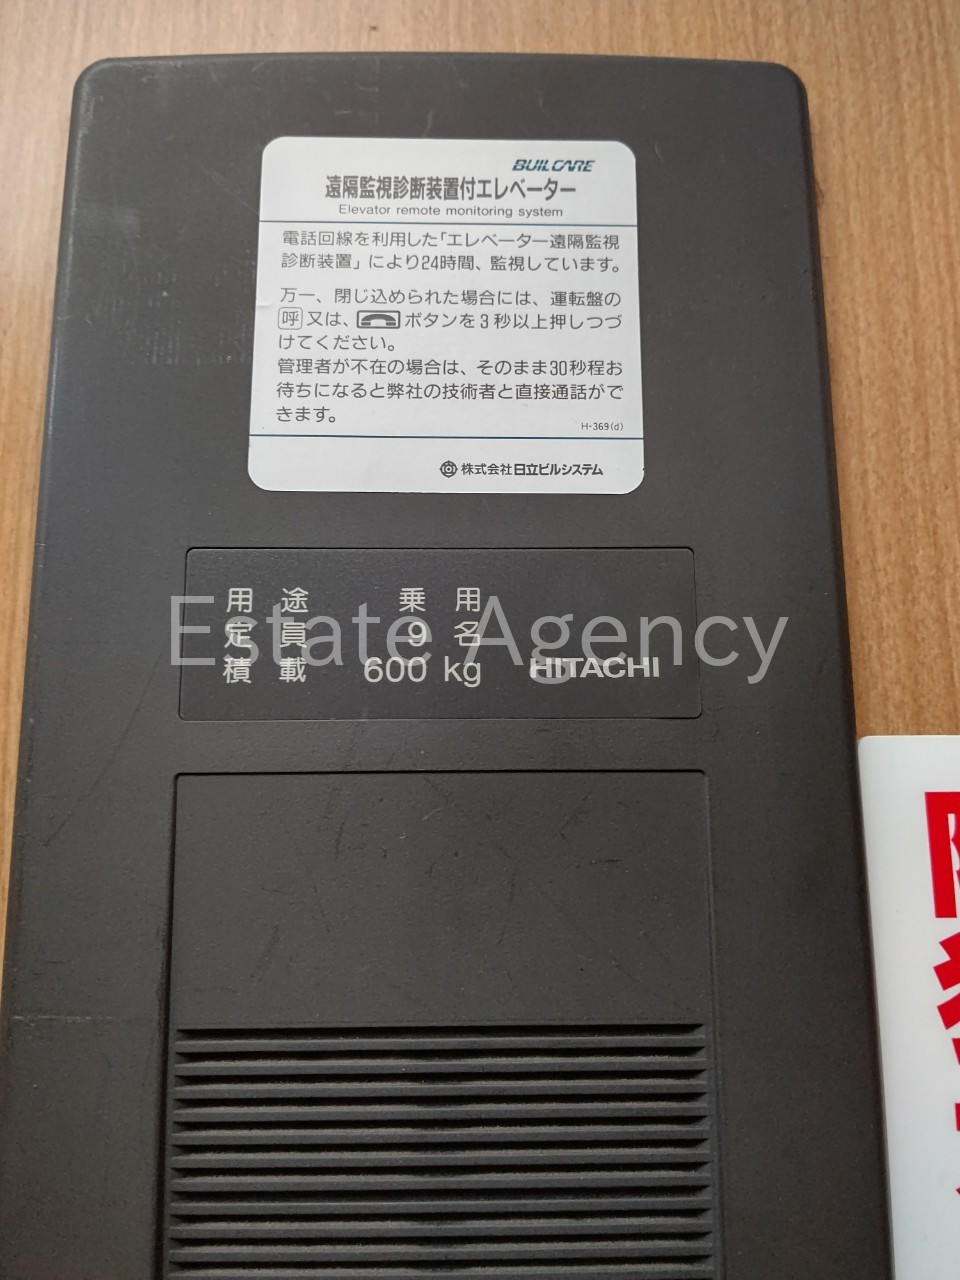 BUILCARE
遠隔監視診断装置付エレベーター
Elevator remote monitoring system
電話回線を利用した「エレベーター遠隔監視
診断装置」により24時間、監視しています。
万一、閉じ込められた場合には、運転盤の
呼又は、ボタンを3秒以上押しつづ
けてください。
管理者が不在の場合は、そのまま30秒程お
待ちになると弊社の技術者と直接通話がで
きます。
H-369(d)
株式会社日立ビルシステム
用途 乗用
定員 9名
積載 600kg HITACHI
Estate Agency